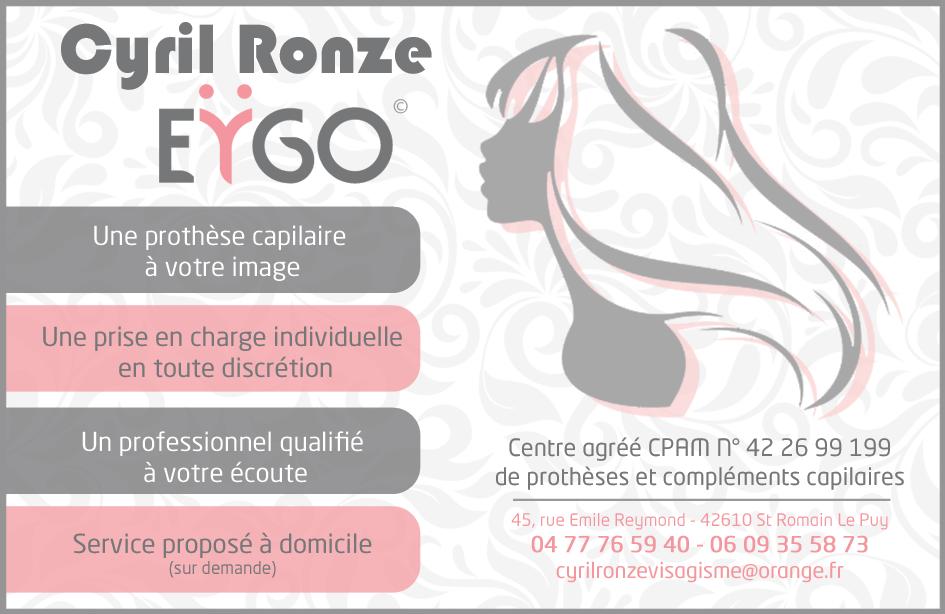 Cyril Ronze
EŸGO©
Une prothèse capilaire
à votre image
Une prise en charge individuelle
en toute discrétion
Un professionnel qualifié
à votre écoute
Service proposé à domicile
(sur demande)
Centre agréé CPAM N° 42 26 99 199
de prothèses et compléments capilaires
45, rue Emile Reymond - 42610 St Romain Le Puy
04 77 76 59 40 - 06 09 35 58 73
cyrilronzevisagisme@orange.fr